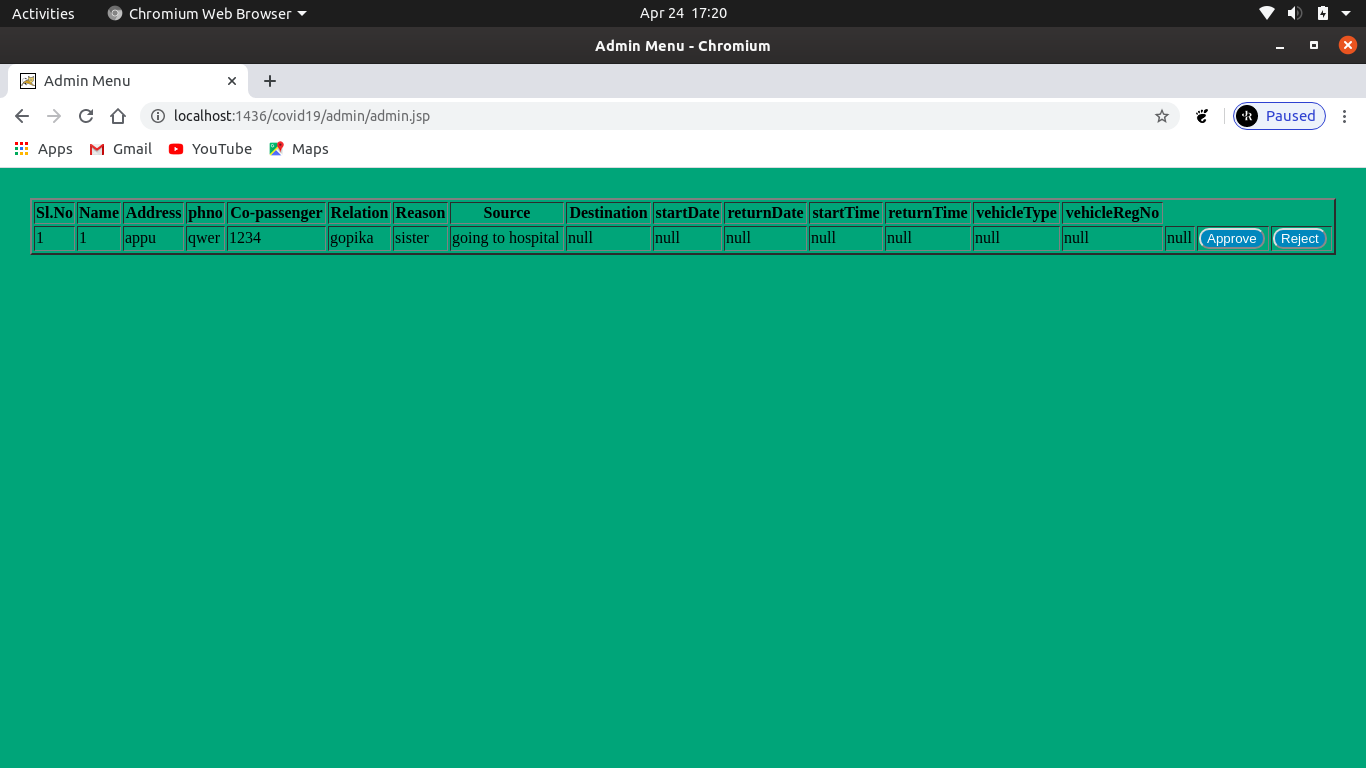 Activities Chromium Web Browser Apr 24 17:20
Admin Menu - Chromium
Admin Menu
localhost:1436/covid19/admin/admin.jsp Paused
Apps Gmail YouTube Maps
Sl.No Name Address phno Co-passenger Relation Reason Source Destination startDate returnDate startTime returnTime vehicleType vehicleRegNo
1 1 appu qwer 1234 gopika sister going to hospital null null null null null null null null Approve Reject